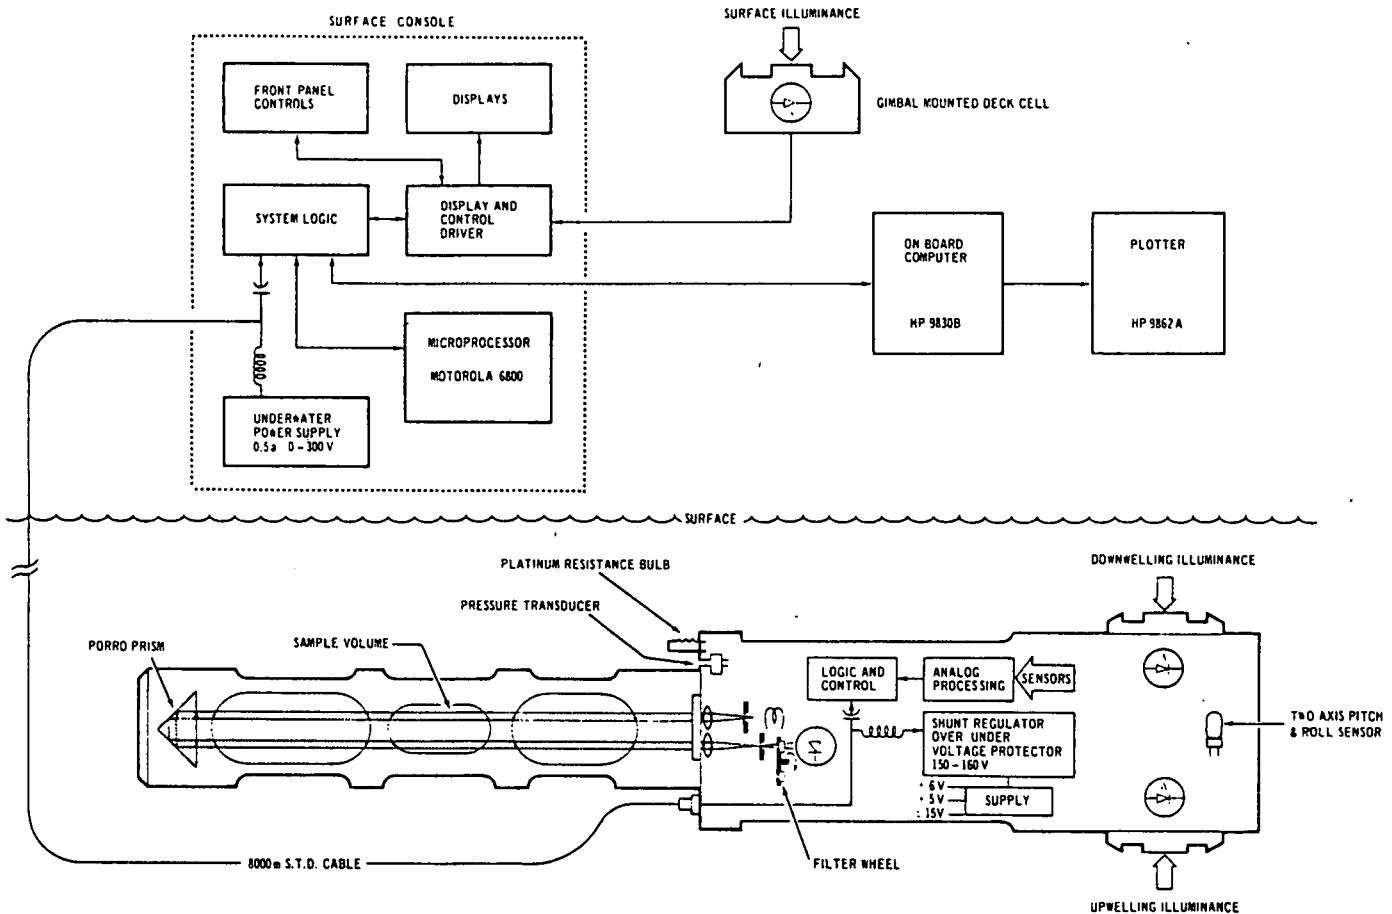 SURFACE CONSOLE
SURFACE ILLUMINANCE
FRONT PANEL
CONTROLS
DISPLAYS
GIMBAL MOUNTED DECK CELL
SYSTEM LOGIC
DISPLAY AND
CONTROL
DRIVER
ON BOARD
COMPUTER
HP 9830B
PLOTTER
HP 9862A
MICROPROCESSOR
MOTOROLA 6800
UNDERWATER
POWER SUPPLY
0.5a 0-300 V
SURFACE
PLATINUM RESISTANCE BULB
DOWNWELLING ILLUMINANCE
PRESSURE TRANSDUCER
PORRO PRISM
SAMPLE VOLUME
LOGIC AND
CONTROL
ANALOG
PROCESSING
SENSORS
SHUNT REGULATOR
OVER UNDER
VOLTAGE PROTECTOR
150-160 V
TWO AXIS PITCH
& ROLL SENSOR
6V
5V
15V
SUPPLY
8000m S.T.D. CABLE
FILTER WHEEL
UPWELLING ILLUMINANCE